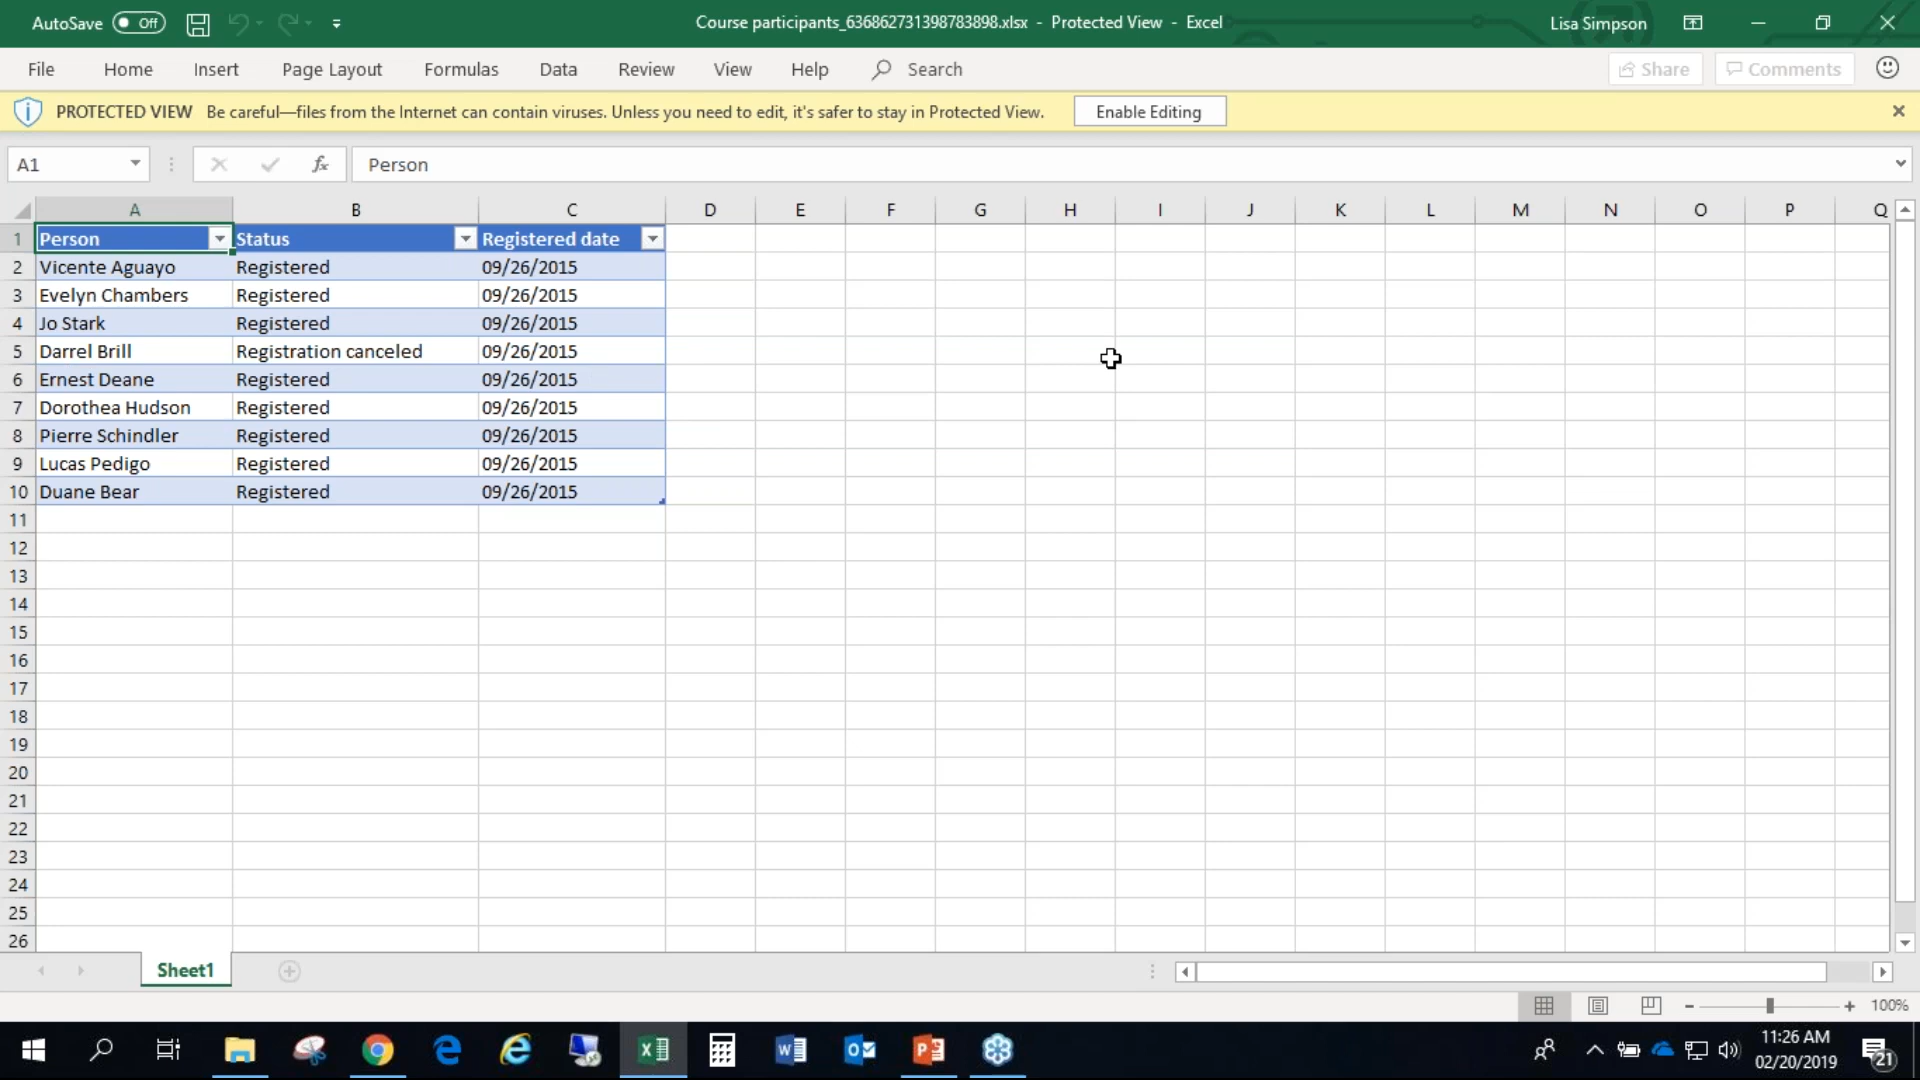 AutoSave Off Course participants_636862731398783898.xlsx - Protected View - Excel Lisa Simpson
File Home Insert Page Layout Formulas Data Review View Help Search Share Comments
PROTECTED VIEW Be careful—files from the Internet can contain viruses. Unless you need to edit, it's safer to stay in Protected View. Enable Editing
A1 fx Person
A B C D E F G H I J K L M N O P Q
1 Person Status Registered date
2 Vicente Aguayo Registered 09/26/2015
3 Evelyn Chambers Registered 09/26/2015
4 Jo Stark Registered 09/26/2015
5 Darrel Brill Registration canceled 09/26/2015
6 Ernest Deane Registered 09/26/2015
7 Dorothea Hudson Registered 09/26/2015
8 Pierre Schindler Registered 09/26/2015
9 Lucas Pedigo Registered 09/26/2015
10 Duane Bear Registered 09/26/2015
11
12
13
14
15
16
17
18
19
20
21
22
23
24
25
26
Sheet1
100%
11:26 AM
02/20/2019
21